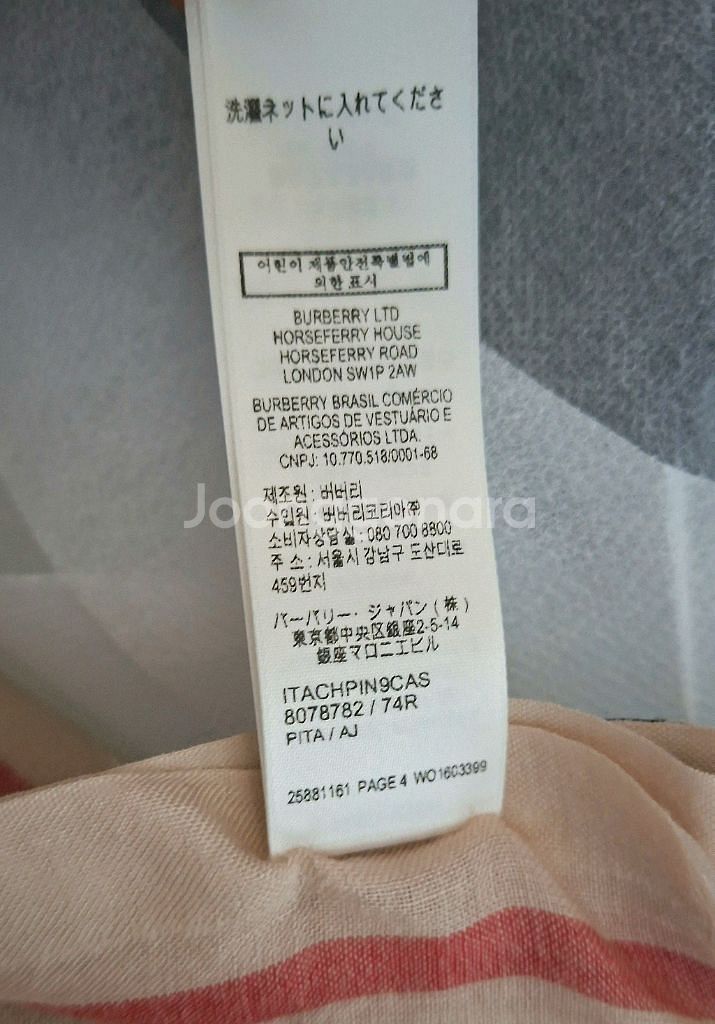 洗濯ネットに入れてくださ
い
어린이 제품안전특별법에
의한 표시
BURBERRY LTD
HORSEFERRY HOUSE
HORSEFERRY ROAD
LONDON SW1P 2AW
BURBERRY BRASIL COMÉRCIO
DE ARTIGOS DE VESTUÁRIO E
ACESSÓRIOS LTDA.
CNPJ: 10.770.518/0001-68
제조원 : 버버리
수입원 : 버버리코리아㈜
소비자상담실 : 080 700 8800
주 소 : 서울시 강남구 도산대로
459번지
バーバリー・ジャパン ( 株 )
東京都中央区銀座2-5-14
銀座マロニエビル
ITACHPIN9CAS
8078782 / 74R
PITA / AJ
25881161 PAGE 4 WO1603399